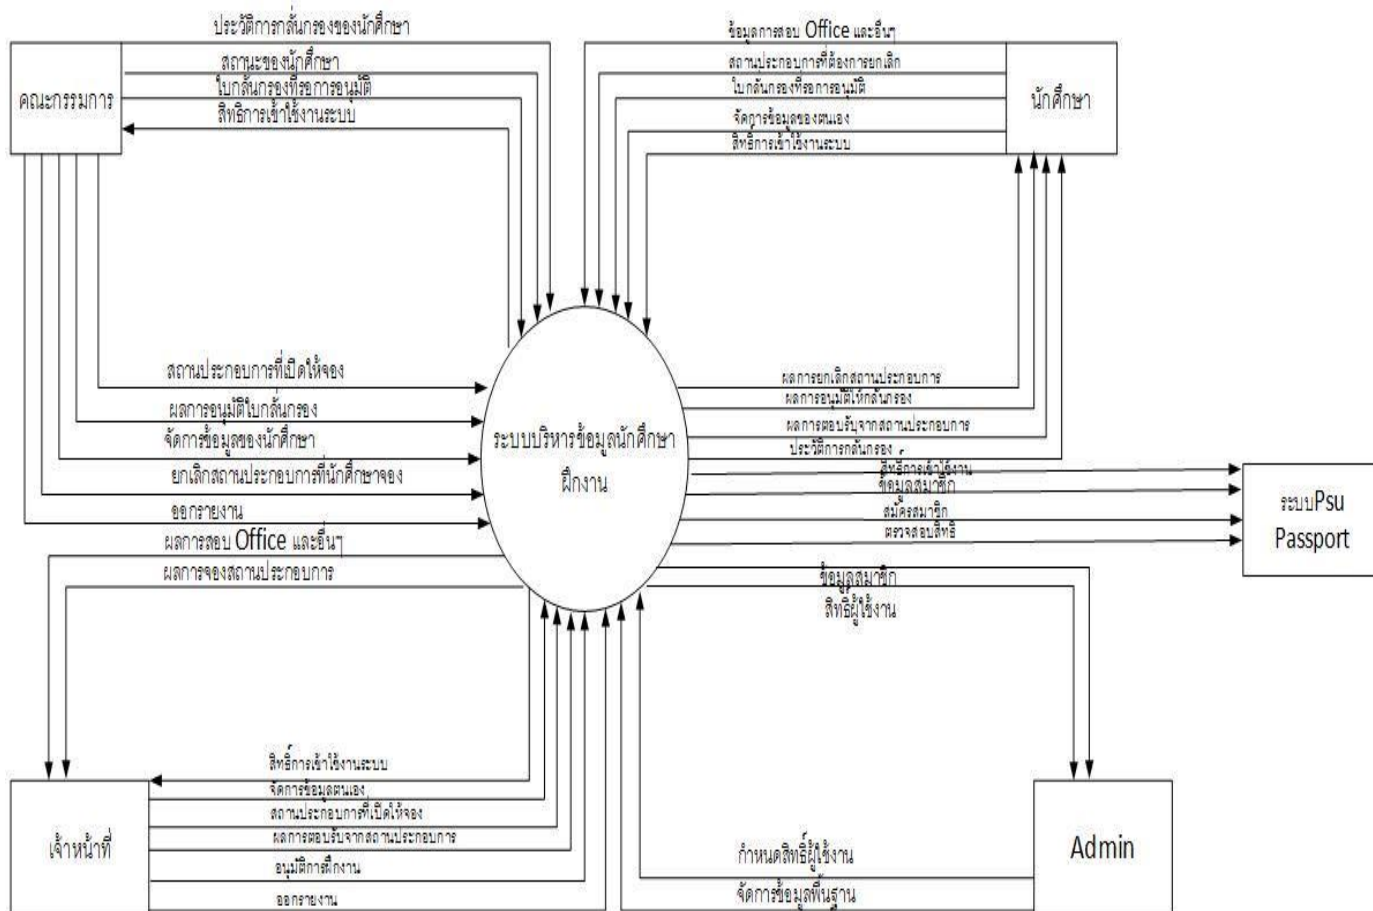 ประวัติการกลั่นกรองของนักศึกษา
สถานะของนักศึกษา
ใบกลั่นกรองที่รอการอนุมัติ
สิทธิการเข้าใช้งานระบบ
คณะกรรมการ
ข้อมูลการสอบ Office และอื่นๆ
สถานประกอบการที่ต้องการยกเลิก
ใบกลั่นกรองที่รอการอนุมัติ
จัดการข้อมูลของตนเอง
สิทธิ์การเข้าใช้งานระบบ
นักศึกษา
สถานประกอบการที่เปิดให้จอง
ผลการอนุมัติใบกลั่นกรอง
จัดการข้อมูลของนักศึกษา
ยกเลิกสถานประกอบการที่นักศึกษาจอง
ออกรายงาน
ระบบบริหารข้อมูลนักศึกษา
ฝึกงาน
ผลการยกเลิกสถานประกอบการ
ผลการอนุมัติให้กลั่นกรอง
ผลการตอบรับจากสถานประกอบการ
ประวัติการกลั่นกรอง
สิทธิ์การเข้าใช้งาน
ข้อมูลสมาชิก
สมัครสมาชิก
ตรวจสอบสิทธิ
ระบบPsu
Passport
ผลการสอบ Office และอื่นๆ
ผลการจองสถานประกอบการ
ข้อมูลสมาชิก
สิทธิ์ผู้ใช้งาน
สิทธิ์การเข้าใช้งานระบบ
จัดการข้อมูลตนเอง
สถานประกอบการที่เปิดให้จอง
ผลการตอบรับจากสถานประกอบการ
อนุมัติการฝึกงาน
ออกรายงาน
เจ้าหน้าที่
กำหนดสิทธิ์ผู้ใช้งาน
จัดการข้อมูลพื้นฐาน
Admin